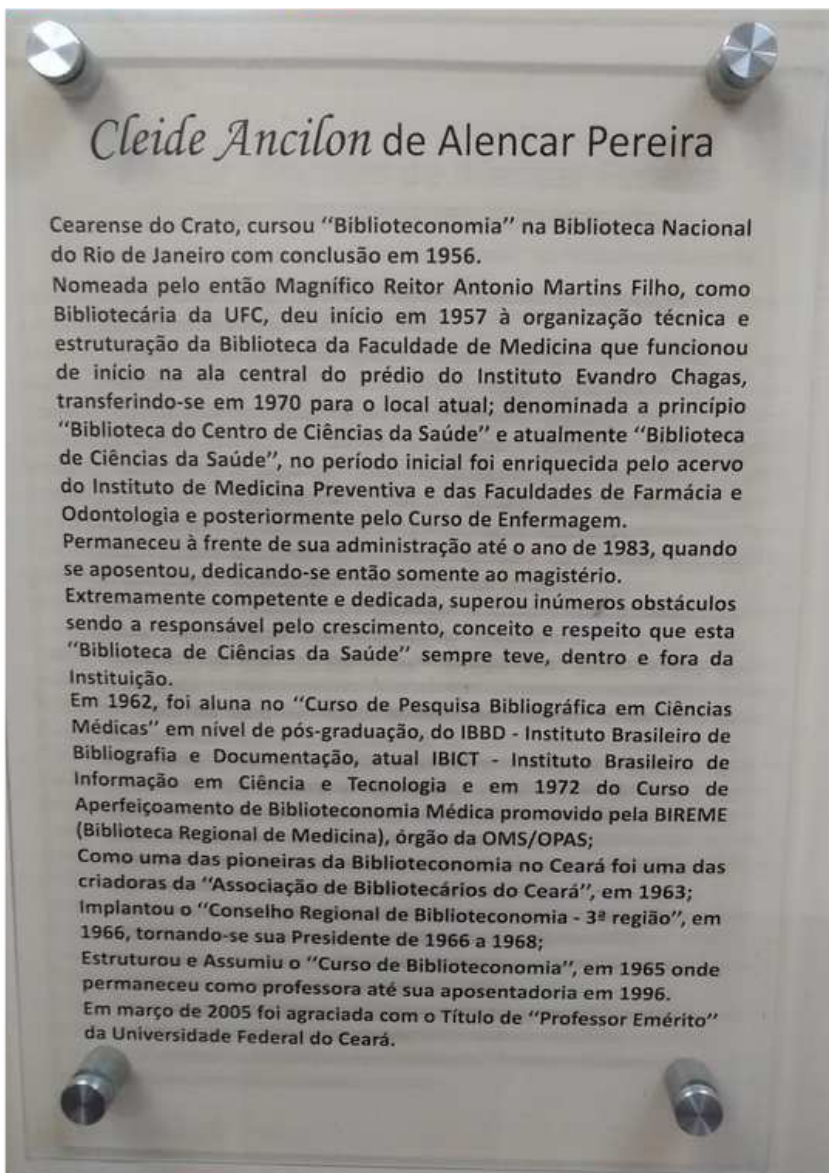 Cleide Ancilon de Alencar Pereira
Cearense do Crato, cursou “Biblioteconomia” na Biblioteca Nacional
do Rio de Janeiro com conclusão em 1956.
Nomeada pelo então Magnífico Reitor Antonio Martins Filho, como
Bibliotecária da UFC, deu início em 1957 à organização técnica e
estruturação da Biblioteca da Faculdade de Medicina que funcionou
de início na ala central do prédio do Instituto Evandro Chagas,
transferindo-se em 1970 para o local atual; denominada a princípio
“Biblioteca do Centro de Ciências da Saúde” e atualmente “Biblioteca
de Ciências da Saúde”, no período inicial foi enriquecida pelo acervo
do Instituto de Medicina Preventiva e das Faculdades de Farmácia e
Odontologia e posteriormente pelo Curso de Enfermagem.
Permaneceu à frente de sua administração até o ano de 1983, quando
se aposentou, dedicando-se então somente ao magistério.
Extremamente competente e dedicada, superou inúmeros obstáculos
sendo a responsável pelo crescimento, conceito e respeito que esta
“Biblioteca de Ciências da Saúde” sempre teve, dentro e fora da
Instituição.
Em 1962, foi aluna no “Curso de Pesquisa Bibliográfica em Ciências
Médicas” em nível de pós-graduação, do IBBD - Instituto Brasileiro de
Bibliografia e Documentação, atual IBICT - Instituto Brasileiro de
Informação em Ciência e Tecnologia e em 1972 do Curso de
Aperfeiçoamento de Biblioteconomia Médica promovido pela BIREME
(Biblioteca Regional de Medicina), órgão da OMS/OPAS;
Como uma das pioneiras da Biblioteconomia no Ceará foi uma das
criadoras da “Associação de Bibliotecários do Ceará”, em 1963;
Implantou o “Conselho Regional de Biblioteconomia - 3ª região”, em
1966, tornando-se sua Presidente de 1966 a 1968;
Estruturou e Assumiu o “Curso de Biblioteconomia”, em 1965 onde
permaneceu como professora até sua aposentadoria em 1996.
Em março de 2005 foi agraciada com o Título de “Professor Emérito”
da Universidade Federal do Ceará.